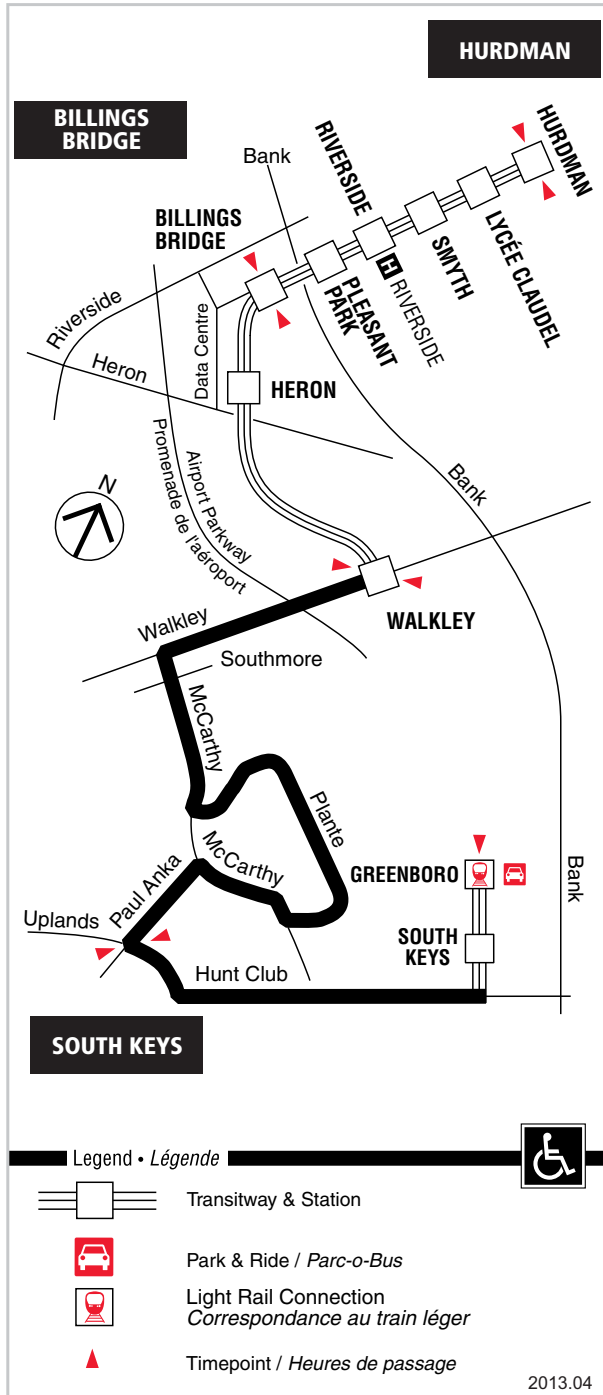 HURDMAN
BILLINGS
BRIDGE
Bank
RIVERSIDE
HURDMAN
BILLINGS
BRIDGE
SMYTH
LYCÉE CLAUDEL
Riverside
PLEASANT
PARK
H RIVERSIDE
Data Centre
Heron
HERON
Bank
N
Airport Parkway
Promenade de l'aéroport
Walkley
WALKLEY
Southmore
McCarthy
Plante
McCarthy
Paul Anka
GREENBORO
Bank
Uplands
SOUTH
KEYS
Hunt Club
SOUTH KEYS
Legend • Légende
Transitway & Station
Park & Ride / Parc-o-Bus
Light Rail Connection
Correspondance au train léger
Timepoint / Heures de passage
2013.04